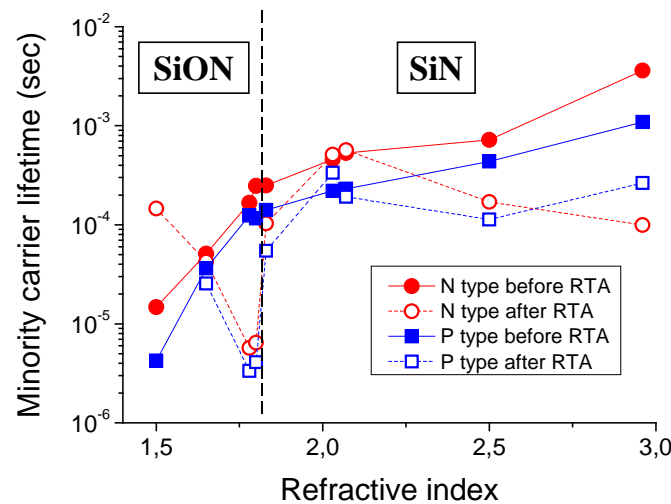 10⁻²
SiON
SiN
10⁻³
10⁻⁴
10⁻⁵
10⁻⁶
Minority carrier lifetime (sec)
N type before RTA
N type after RTA
P type before RTA
P type after RTA
1,5
2,0
2,5
3,0
Refractive index